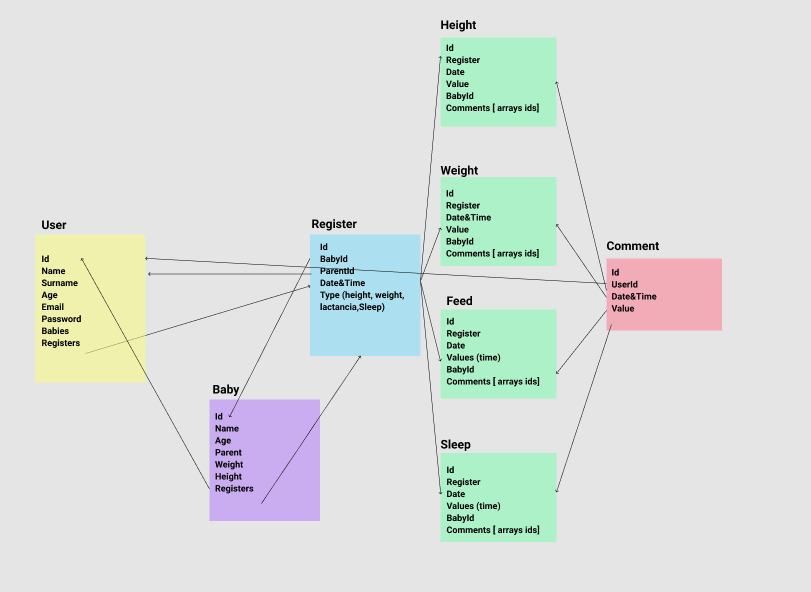 Height
Id
Register
Date
Value
BabyId
Comments [ arrays ids]
Weight
Id
Register
Date&Time
Value
BabyId
Comments [ arrays ids]
User
Id
Name
Surname
Age
Email
Password
Babies
Registers
Register
Id
BabyId
ParentId
Date&Time
Type (height, weight,
lactancia,Sleep)
Comment
Id
UserId
Date&Time
Value
Feed
Id
Register
Date
Values (time)
BabyId
Comments [ arrays ids]
Baby
Id
Name
Age
Parent
Weight
Height
Registers
Sleep
Id
Register
Date
Values (time)
BabyId
Comments [ arrays ids]